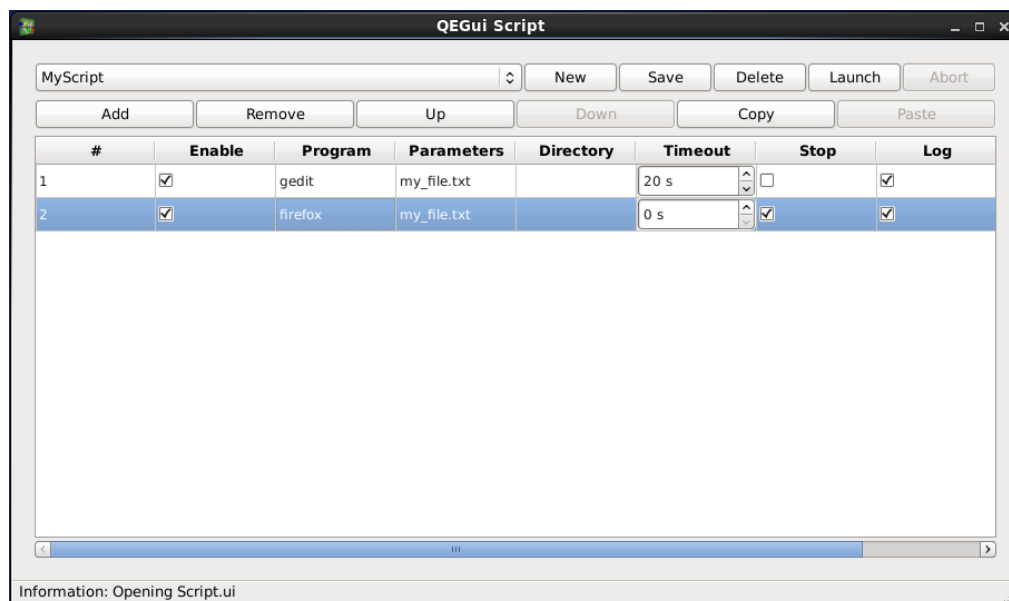 QEGui Script
MyScript New Save Delete Launch Abort
Add Remove Up Down Copy Paste
# Enable Program Parameters Directory Timeout Stop Log
1 gedit my_file.txt 20 s
2 firefox my_file.txt 0 s
Information: Opening Script.ui